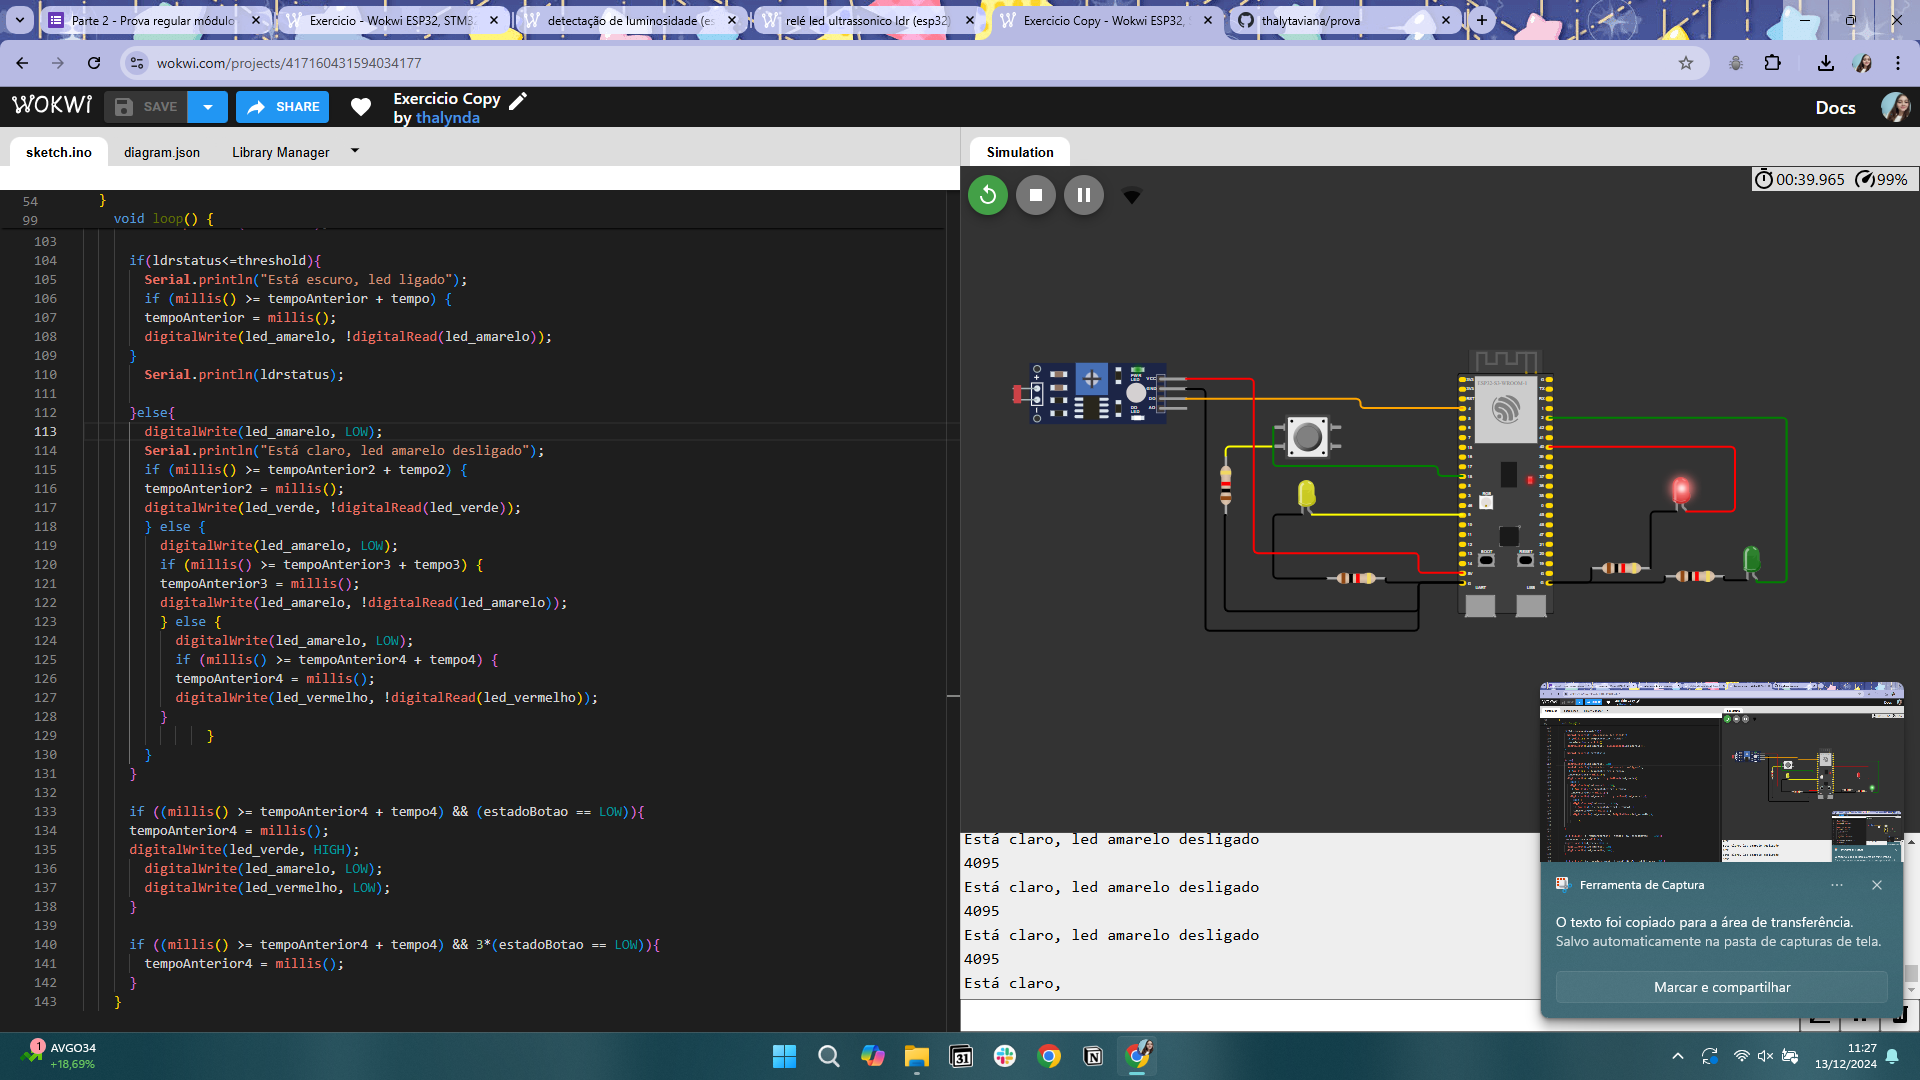 Parte 2 - Prova regular módulo
Exercicio - Wokwi ESP32, STM32
detectação de luminosidade (es
relé led ultrassonico ldr (esp32)
Exercicio Copy - Wokwi ESP32, S
thalytaviana/prova
wokwi.com/projects/417160431594034177
WOKWI
SAVE
SHARE
Exercicio Copy
by thalynda
Docs
sketch.ino
diagram.json
Library Manager
Simulation
00:39.965
99%
54 }
99 void loop() {
103
104 if(ldrstatus<=threshold){
105 Serial.println("Está escuro, led ligado");
106 if (millis() >= tempoAnterior + tempo) {
107 tempoAnterior = millis();
108 digitalWrite(led_amarelo, !digitalRead(led_amarelo));
109 }
110 Serial.println(ldrstatus);
111
112 }else{
113 digitalWrite(led_amarelo, LOW);
114 Serial.println("Está claro, led amarelo desligado");
115 if (millis() >= tempoAnterior2 + tempo2) {
116 tempoAnterior2 = millis();
117 digitalWrite(led_verde, !digitalRead(led_verde));
118 } else {
119 digitalWrite(led_amarelo, LOW);
120 if (millis() >= tempoAnterior3 + tempo3) {
121 tempoAnterior3 = millis();
122 digitalWrite(led_amarelo, !digitalRead(led_amarelo));
123 } else {
124 digitalWrite(led_amarelo, LOW);
125 if (millis() >= tempoAnterior4 + tempo4) {
126 tempoAnterior4 = millis();
127 digitalWrite(led_vermelho, !digitalRead(led_vermelho));
128 }
129 }
130 }
131 }
132
133 if ((millis() >= tempoAnterior4 + tempo4) && (estadoBotao == LOW)){
134 tempoAnterior4 = millis();
135 digitalWrite(led_verde, HIGH);
136 digitalWrite(led_amarelo, LOW);
137 digitalWrite(led_vermelho, LOW);
138 }
139
140 if ((millis() >= tempoAnterior4 + tempo4) && 3*(estadoBotao == LOW)){
141 tempoAnterior4 = millis();
142 }
143 }
Está claro, led amarelo desligado
4095
Está claro, led amarelo desligado
4095
Está claro, led amarelo desligado
4095
Está claro,
Ferramenta de Captura
O texto foi copiado para a área de transferência.
Salvo automaticamente na pasta de capturas de tela.
Marcar e compartilhar
1
AVGO34
+18,69%
31
11:27
13/12/2024